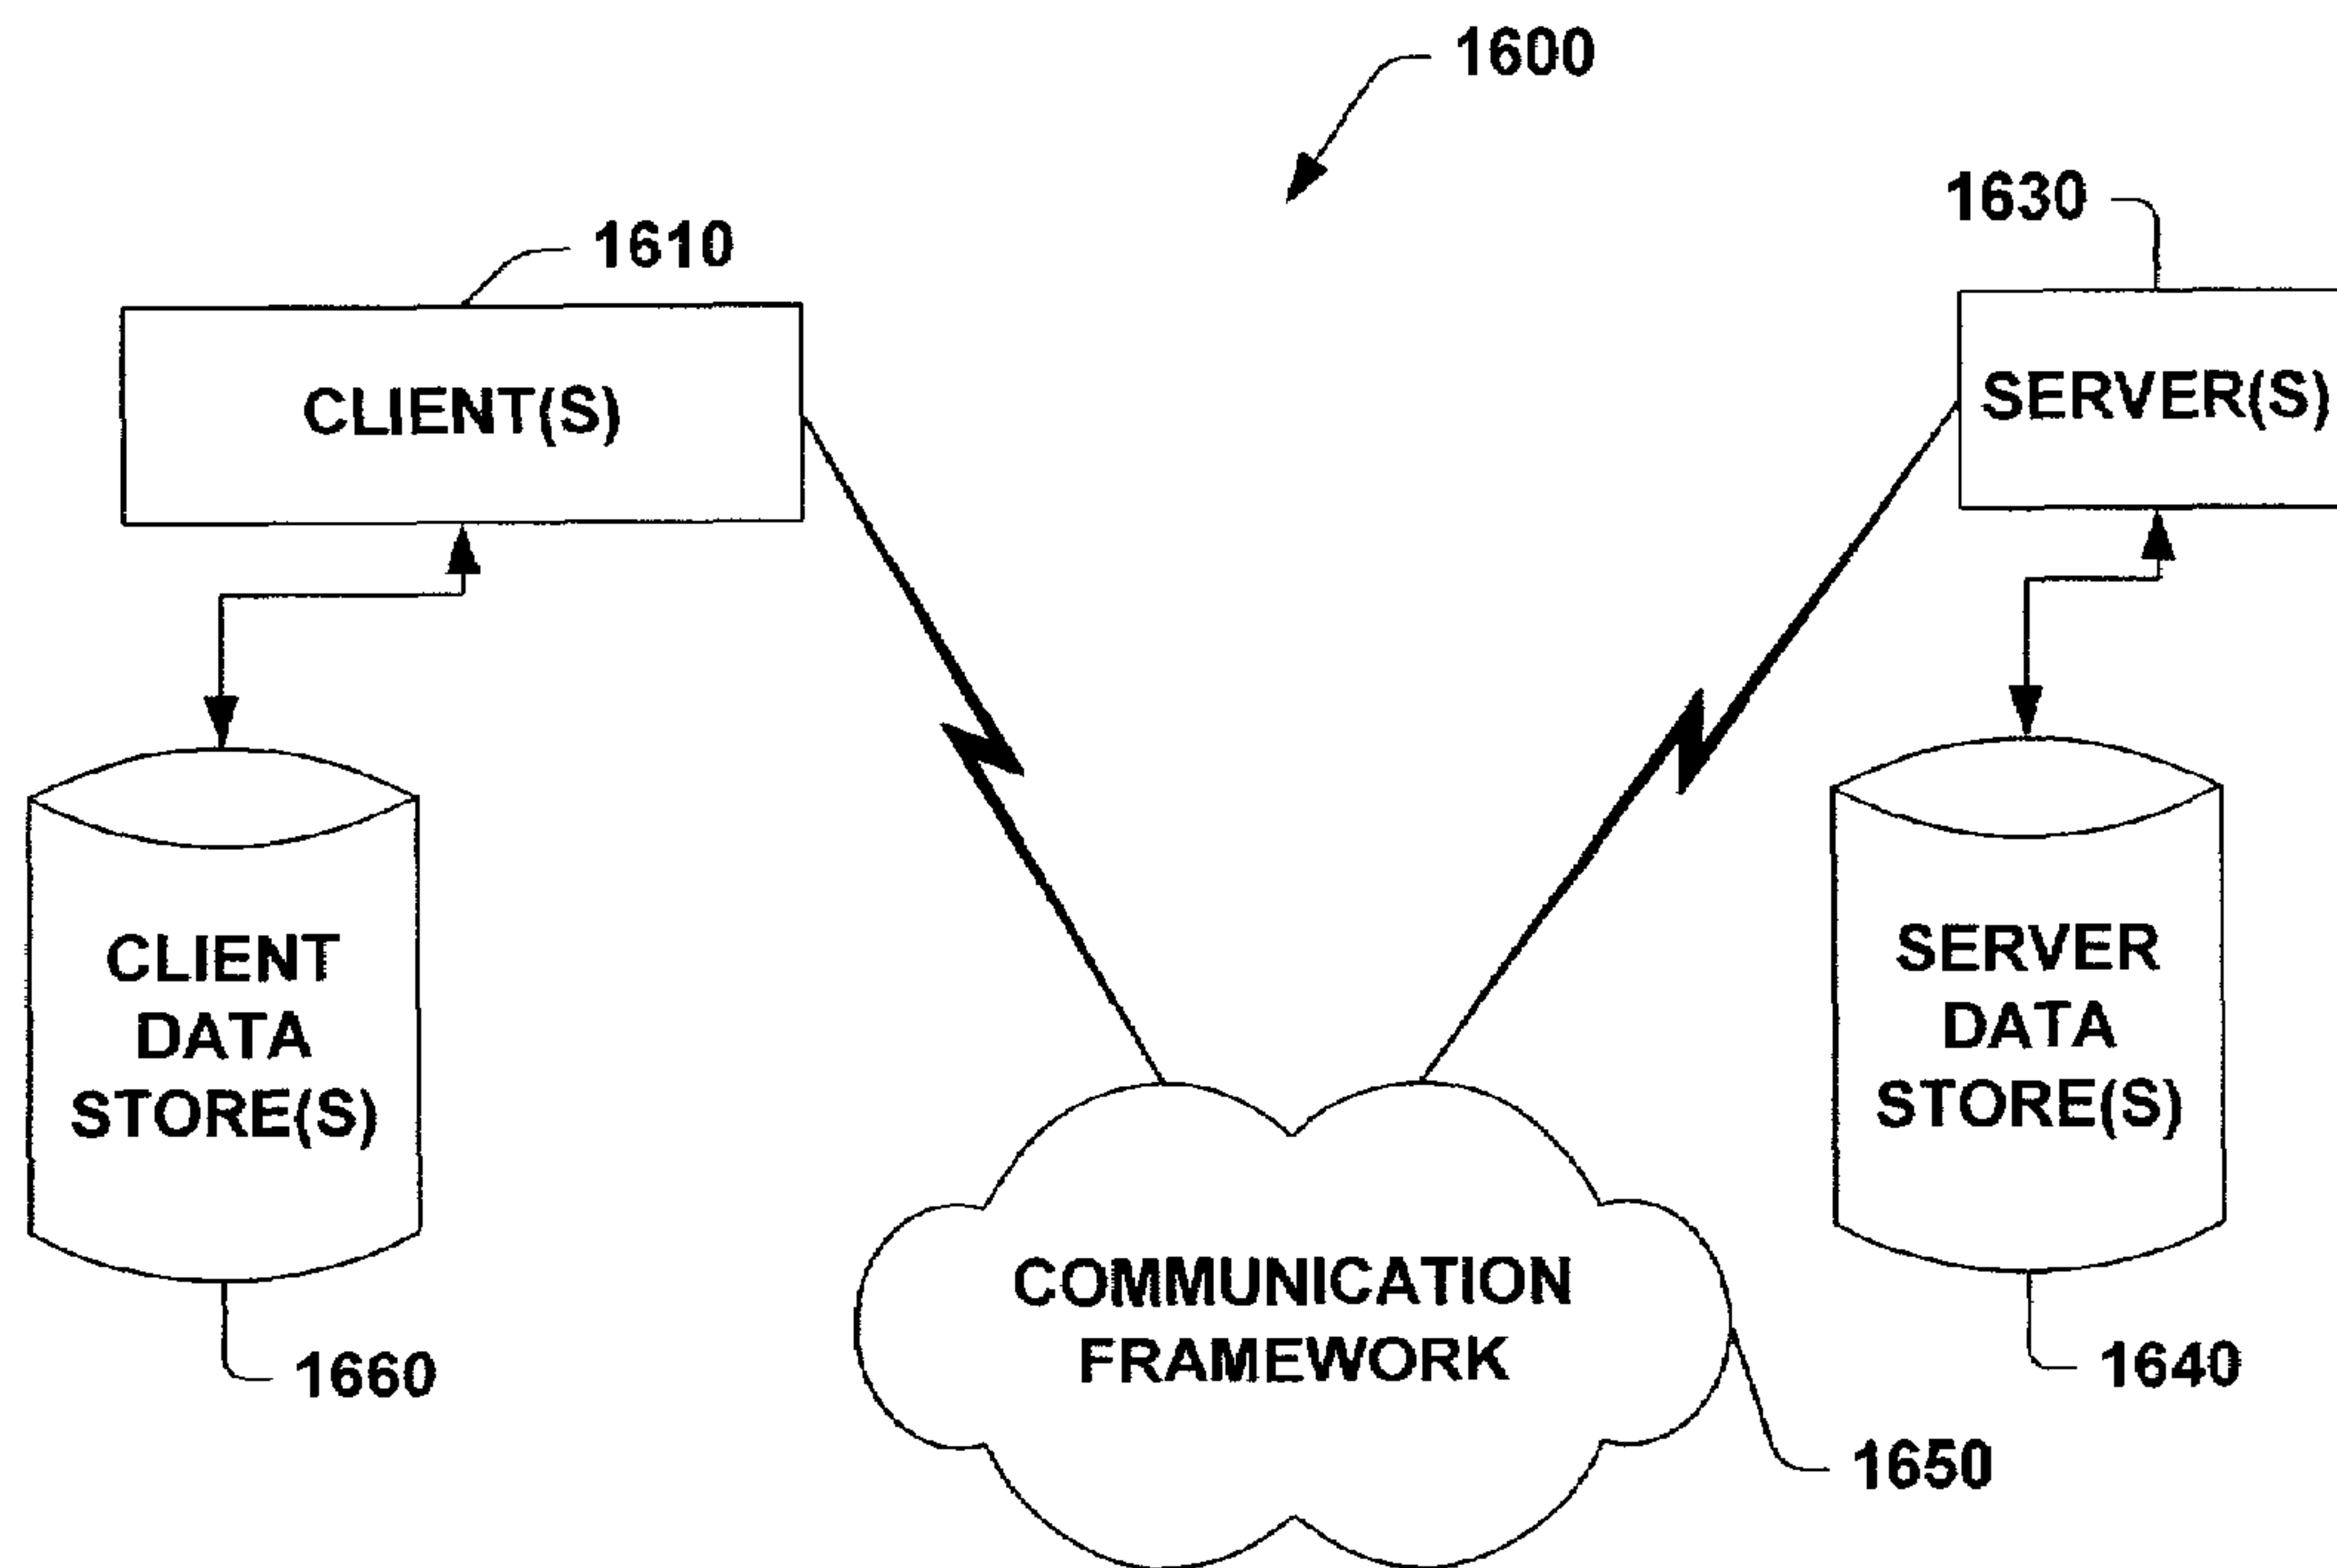 1600
1610
1630
CLIENT(S)
SERVER(S)
CLIENT
DATA
STORE(S)
SERVER
DATA
STORE(S)
COMMUNICATION
FRAMEWORK
1660
1640
1650